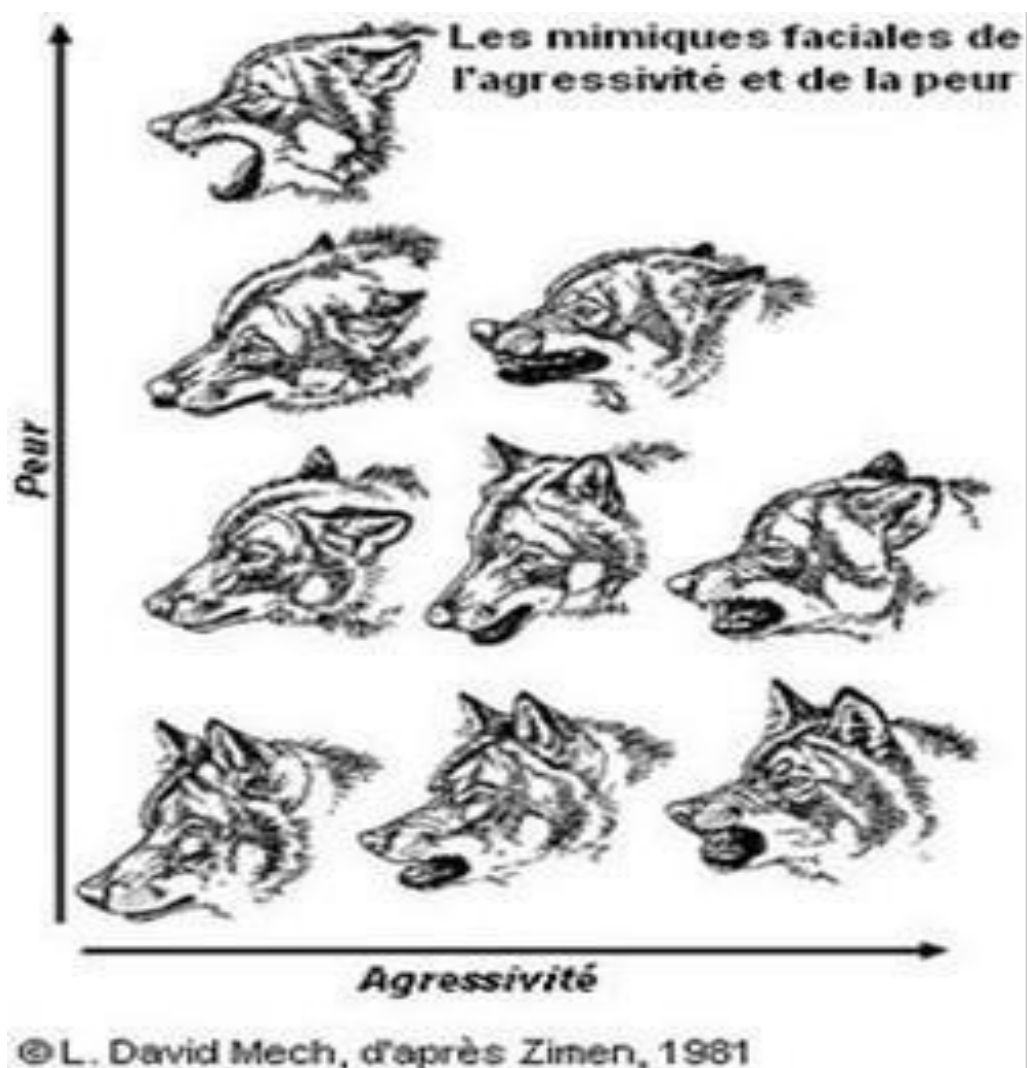 Les mimiques faciales de
l'agressivité et de la peur
Peur
Agressivité
© L. David Mech, d'après Zimen, 1981